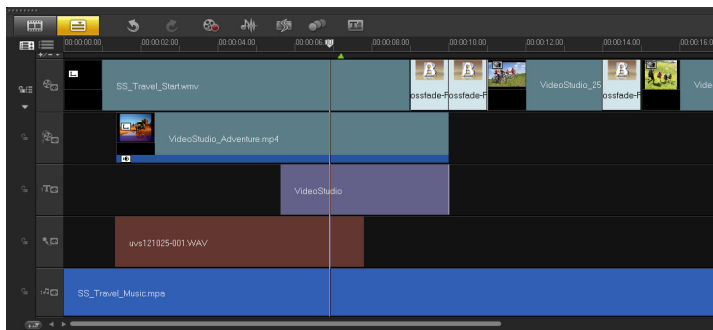 00:00:00.00 00:00:02.00 00:00:04.00 00:00:06.00 00:00:08.00 00:00:10.00 00:00:12.00 00:00:14.00 00:00:16.0
SS_Travel_Start.wmv ossfade-F ossfade-F VideoStudio_25 ossfade-F Vide
VideoStudio_Adventure.mp4
VideoStudio
uvs121025-001.WAV
SS_Travel_Music.mpa